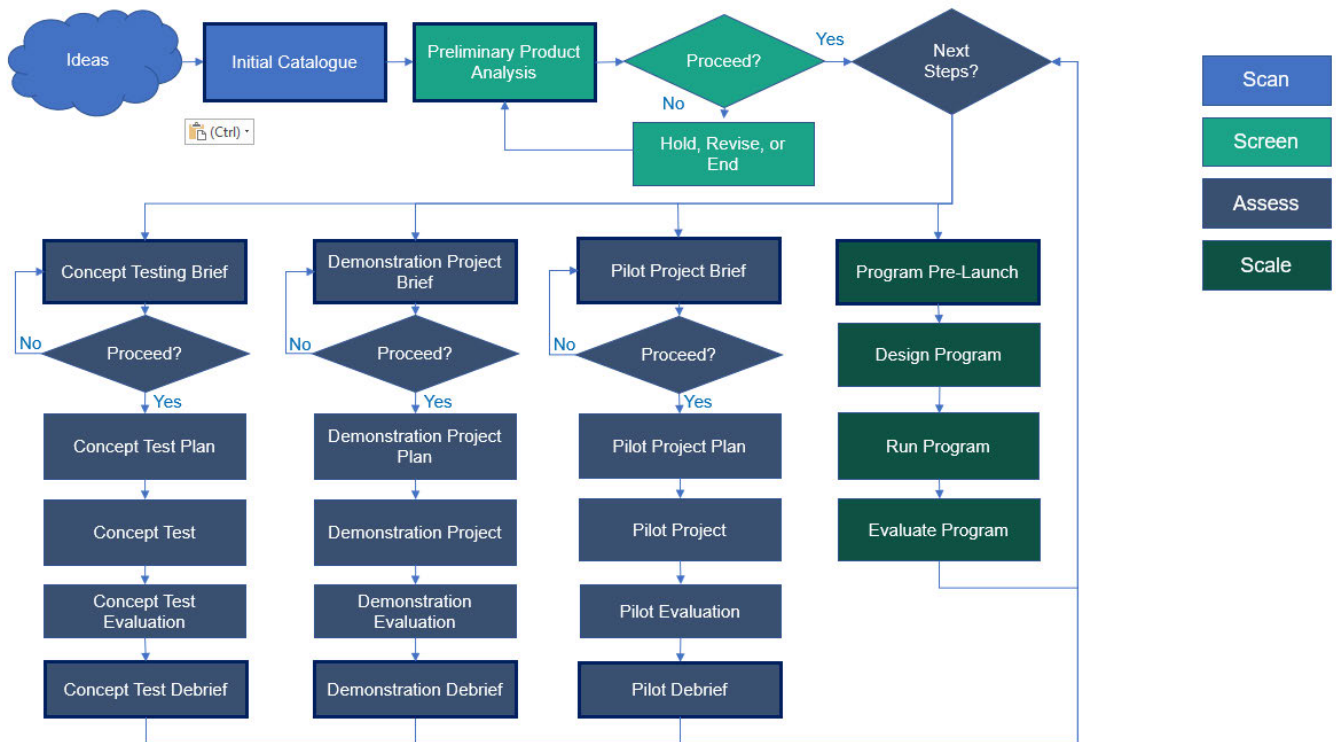 Ideas
Initial Catalogue
Preliminary Product
Analysis
Proceed?
Yes
Next
Steps?
No
(Ctrl)
Hold, Revise, or
End
Scan
Screen
Assess
Scale
Concept Testing Brief
Demonstration Project
Brief
Pilot Project Brief
Program Pre-Launch
No
Proceed?
No
Proceed?
No
Proceed?
Design Program
Yes
Yes
Yes
Concept Test Plan
Demonstration Project
Plan
Pilot Project Plan
Run Program
Concept Test
Demonstration Project
Pilot Project
Evaluate Program
Concept Test
Evaluation
Demonstration
Evaluation
Pilot Evaluation
Concept Test Debrief
Demonstration Debrief
Pilot Debrief